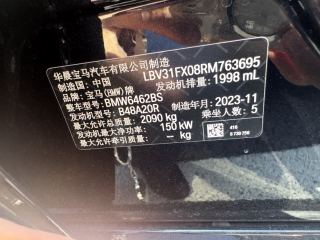 华晨宝马汽车有限公司制造
制造国: 中国 LBV31FX08RM763695
品牌: 宝马(BMW)牌 发动机排量: 1998 mL
整车型号: BMW6462BS
发动机型号: B48A20R 制造年月: 2023-11
最大允许总质量: 2090 kg 乘坐人数: 5
发动机最大净功率: 150 kW
最大允许牵引质量: -- kg
416